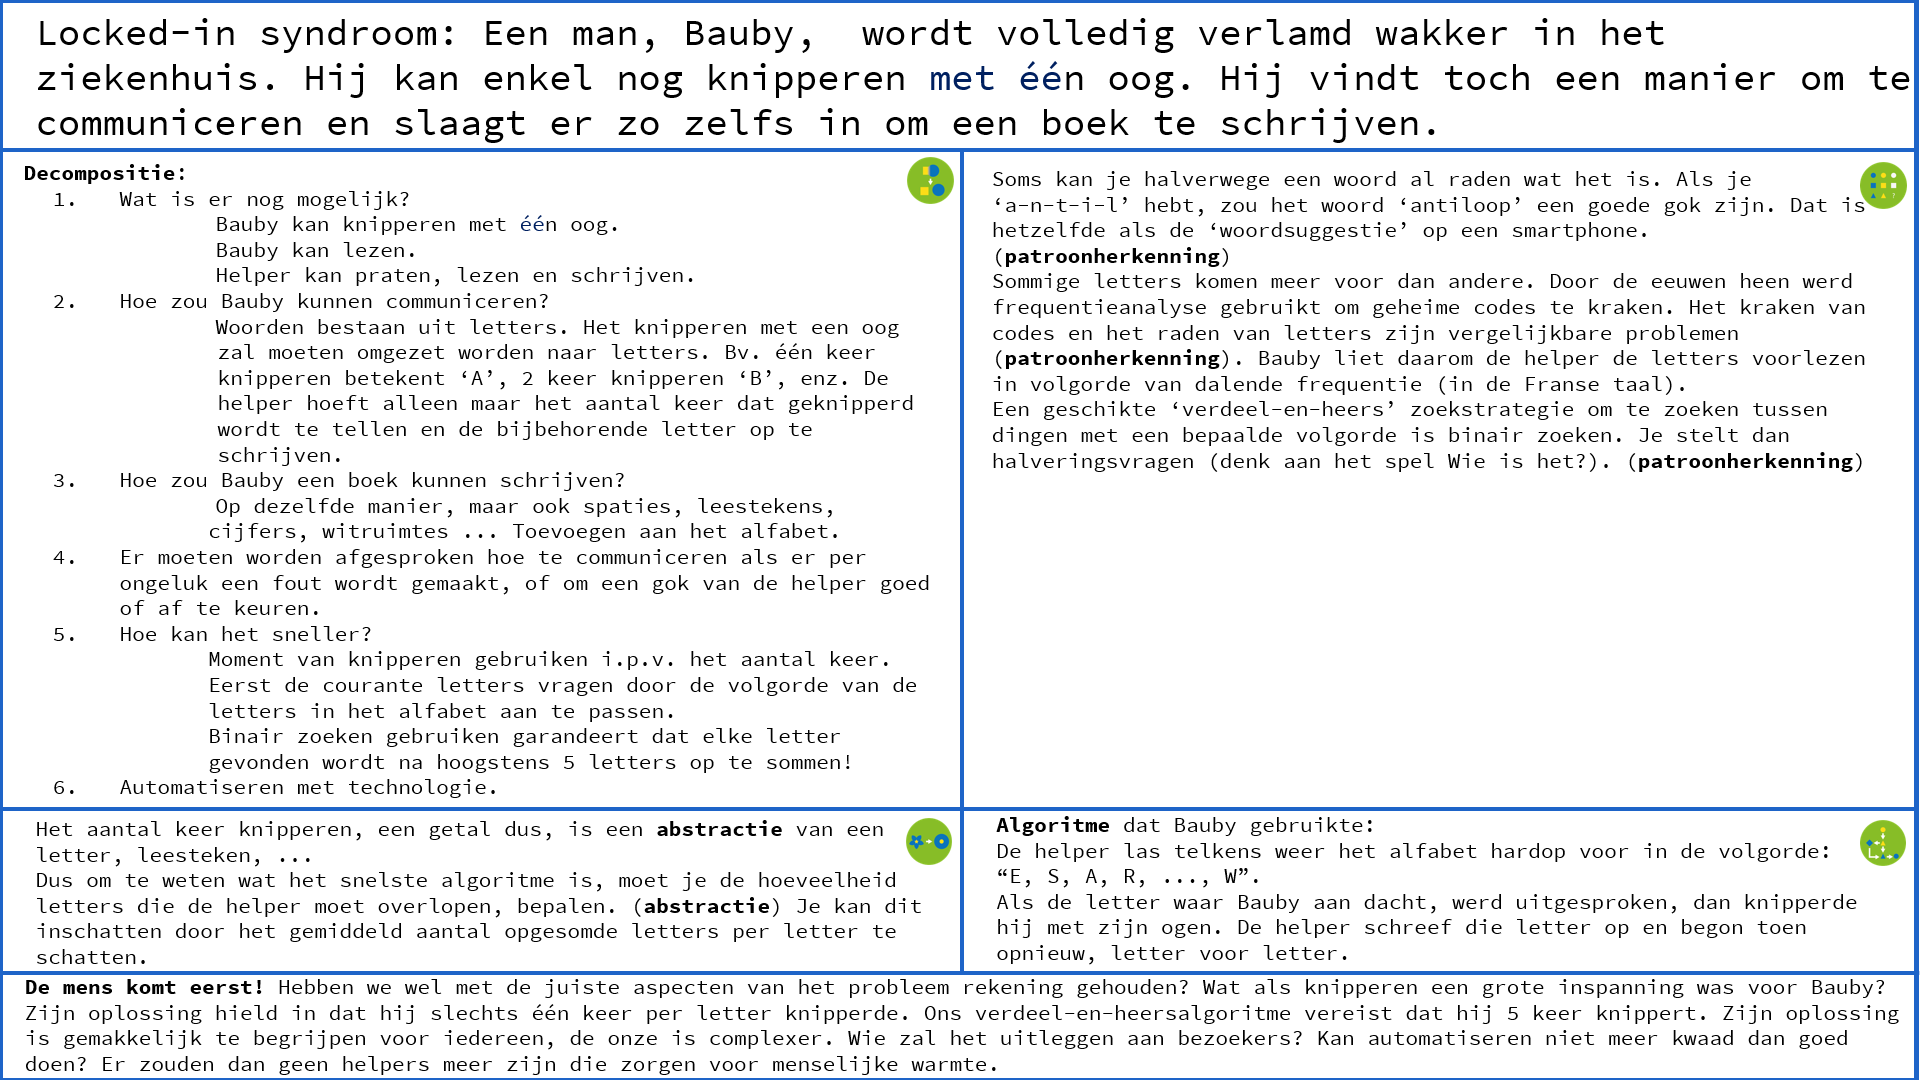 Locked-in syndroom: Een man, Bauby,  wordt volledig verlamd wakker in het
ziekenhuis. Hij kan enkel nog knipperen met één oog. Hij vindt toch een manier om te
communiceren en slaagt er zo zelfs in om een boek te schrijven.
Decompositie:
1. Wat is er nog mogelijk?
Bauby kan knipperen met één oog.
Bauby kan lezen.
Helper kan praten, lezen en schrijven.
2. Hoe zou Bauby kunnen communiceren?
Woorden bestaan uit letters. Het knipperen met een oog
zal moeten omgezet worden naar letters. Bv. één keer
knipperen betekent ‘A’, 2 keer knipperen ‘B’, enz. De
helper hoeft alleen maar het aantal keer dat geknipperd
wordt te tellen en de bijbehorende letter op te
schrijven.
3. Hoe zou Bauby een boek kunnen schrijven?
Op dezelfde manier, maar ook spaties, leestekens,
cijfers, witruimtes ... Toevoegen aan het alfabet.
4. Er moeten worden afgesproken hoe te communiceren als er per
ongeluk een fout wordt gemaakt, of om een gok van de helper goed
of af te keuren.
5. Hoe kan het sneller?
Moment van knipperen gebruiken i.p.v. het aantal keer.
Eerst de courante letters vragen door de volgorde van de
letters in het alfabet aan te passen.
Binair zoeken gebruiken garandeert dat elke letter
gevonden wordt na hoogstens 5 letters op te sommen!
6. Automatiseren met technologie.
Soms kan je halverwege een woord al raden wat het is. Als je
‘a-n-t-i-l’ hebt, zou het woord ‘antiloop’ een goede gok zijn. Dat is
hetzelfde als de ‘woordsuggestie’ op een smartphone.
(patroonherkenning)
Sommige letters komen meer voor dan andere. Door de eeuwen heen werd
frequentieanalyse gebruikt om geheime codes te kraken. Het kraken van
codes en het raden van letters zijn vergelijkbare problemen
(patroonherkenning). Bauby liet daarom de helper de letters voorlezen
in volgorde van dalende frequentie (in de Franse taal).
Een geschikte ‘verdeel-en-heers’ zoekstrategie om te zoeken tussen
dingen met een bepaalde volgorde is binair zoeken. Je stelt dan
halveringsvragen (denk aan het spel Wie is het?). (patroonherkenning)
Het aantal keer knipperen, een getal dus, is een abstractie van een
letter, leesteken, ...
Dus om te weten wat het snelste algoritme is, moet je de hoeveelheid
letters die de helper moet overlopen, bepalen. (abstractie) Je kan dit
inschatten door het gemiddeld aantal opgesomde letters per letter te
schatten.
Algoritme dat Bauby gebruikte:
De helper las telkens weer het alfabet hardop voor in de volgorde:
“E, S, A, R, ..., W”.
Als de letter waar Bauby aan dacht, werd uitgesproken, dan knipperde
hij met zijn ogen. De helper schreef die letter op en begon toen
opnieuw, letter voor letter.
De mens komt eerst! Hebben we wel met de juiste aspecten van het probleem rekening gehouden? Wat als knipperen een grote inspanning was voor Bauby?
Zijn oplossing hield in dat hij slechts één keer per letter knipperde. Ons verdeel-en-heersalgoritme vereist dat hij 5 keer knippert. Zijn oplossing
is gemakkelijk te begrijpen voor iedereen, de onze is complexer. Wie zal het uitleggen aan bezoekers? Kan automatiseren niet meer kwaad dan goed
doen? Er zouden dan geen helpers meer zijn die zorgen voor menselijke warmte.